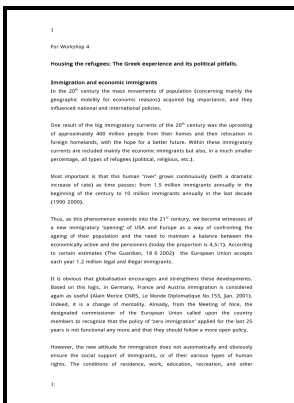 1
For Workshop 4
Housing the refugees: The Greek experience and its political pitfalls.
Immigration and economic immigrants
In the 20th century the mass movements of population (concerning mainly the
geographic mobility for economic reasons) acquired big importance, and they
influenced national and international policies.
One result of the big immigratory currents of the 20th century was the uprooting
of approximately 400 million people from their homes and their relocation in
foreign homelands, with the hope for a better future. Within these immigratory
currents are included mainly the economic immigrants but also, in a much smaller
percentage, all types of refugees (political, religious, etc.).
Most important is that this human "river" grows continuously (with a dramatic
increase of rate) as time passes: from 1.5 million immigrants annually in the
beginning of the century to 10 million immigrants annually in the last decade
(1990 2000).
Thus, as this phenomenon extends into the 21st century, we become witnesses of
a new immigratory "opening" of USA and Europe as a way of confronting the
ageing of their population and the need to maintain a balance between the
economically active and the pensioners (today the proportion is 4,5:1). According
to certain estimates (The Guardian, 18 6 2002) the European Union accepts
each year 1.2 million legal and illegal immigrants.
It is obvious that globalisation encourages and strengthens these developments.
Based on this logic, in Germany, France and Austria immigration is considered
again as useful (Alain Morice CNRS, Le Monde Diplomatique No.153, Jan. 2001).
Indeed, it is a change of mentality. Already, from the Meeting of Nice, the
designated commissioner of the European Union called upon the country
members to recognize that the policy of "zero immigration" applied for the last 25
years is not functional any more and that they should follow a more open policy.
However, the new attitude for immigration does not automatically and obviously
ensure the social support of immigrants, or of their various types of human
rights. The conditions of residence, work, education, recreation, and other
1: